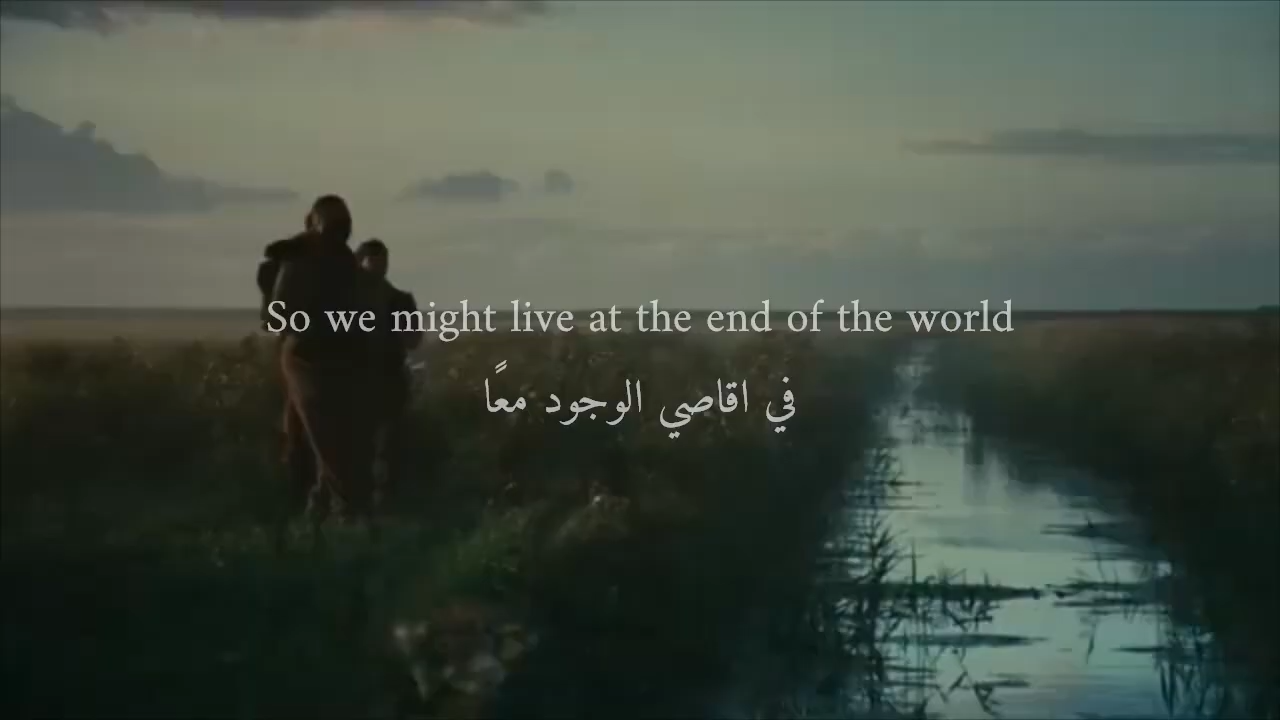 So we might live at the end of the world
في اقاصي الوجود معًا